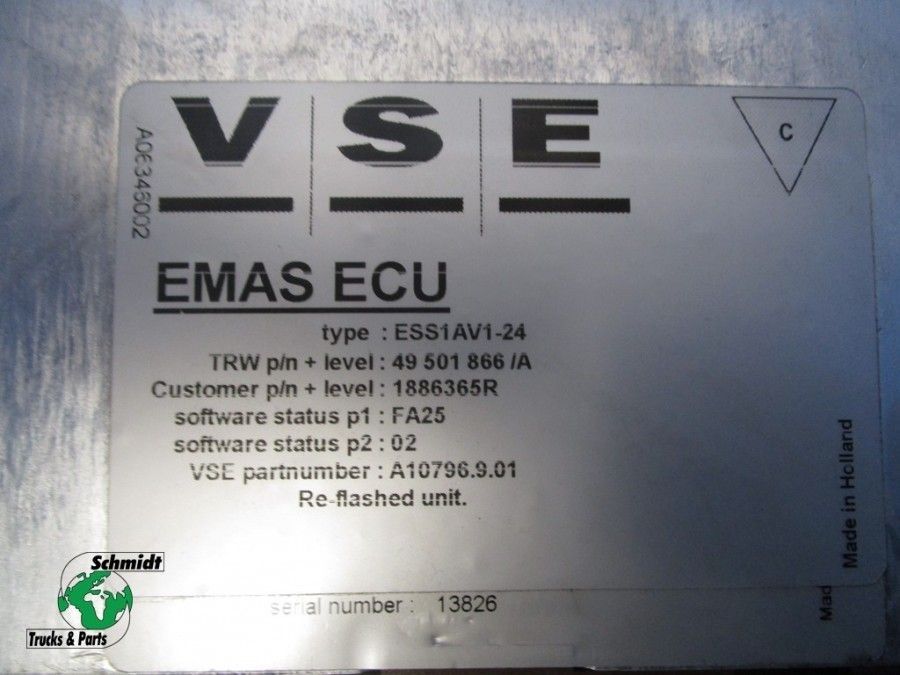 VSE
C
A06346002
EMAS ECU
type : ESS1AV1-24
TRW p/n + level : 49 501 866 /A
Customer p/n + level : 1886365R
software status p1 : FA25
software status p2 : 02
VSE partnumber : A10796.9.01
Re-flashed unit.
Made in Holland
serial number : 13826
Schmidt
Trucks & Parts